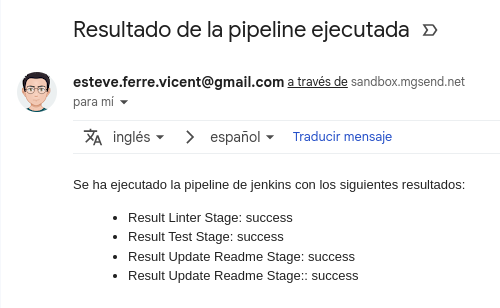 Resultado de la pipeline ejecutada
esteve.ferre.vicent@gmail.com a través de sandbox.mgsend.net
para mí
inglés español Traducir mensaje
Se ha ejecutado la pipeline de jenkins con los siguientes resultados:
• Result Linter Stage: success
• Result Test Stage: success
• Result Update Readme Stage: success
• Result Update Readme Stage:: success